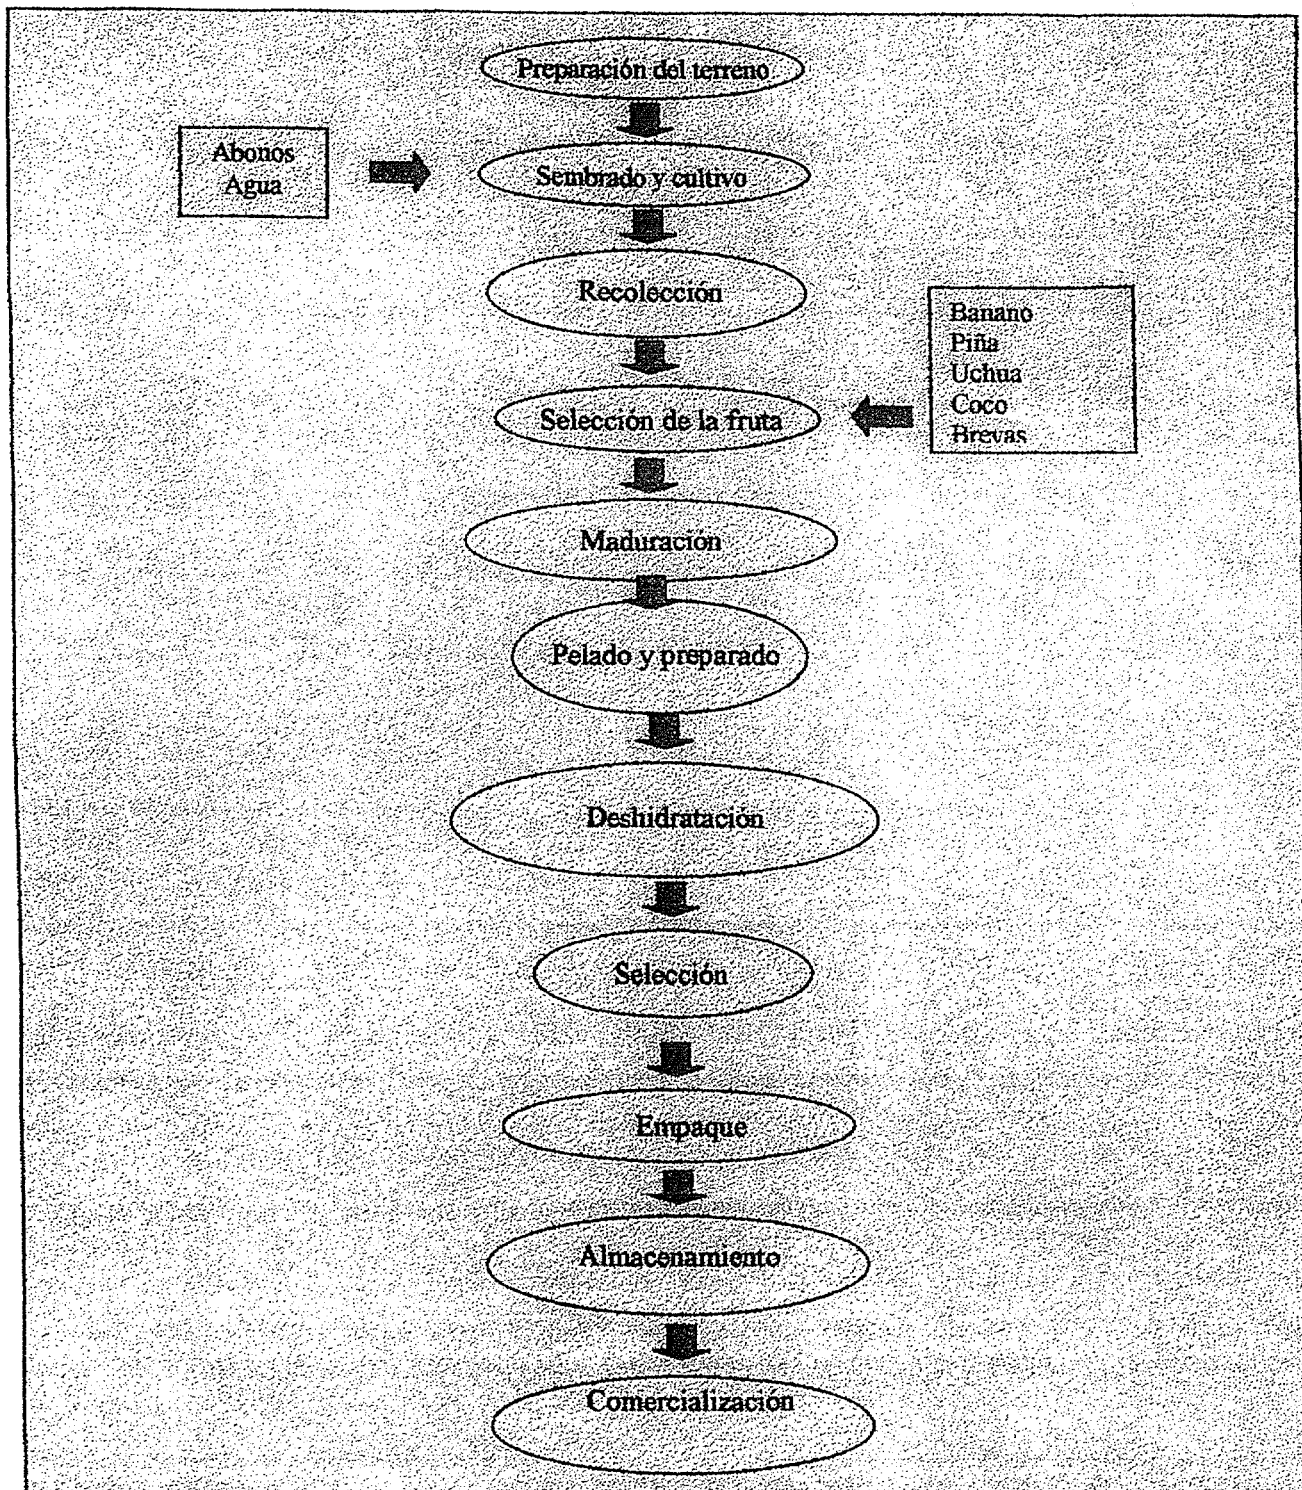 Preparación del terreno
Abonos
Agua
Sembrado y cultivo
Recolección
Banano
Piña
Uchua
Coco
Brevas
Selección de la fruta
Maduración
Pelado y preparado
Deshidratación
Selección
Empaque
Almacenamiento
Comercialización